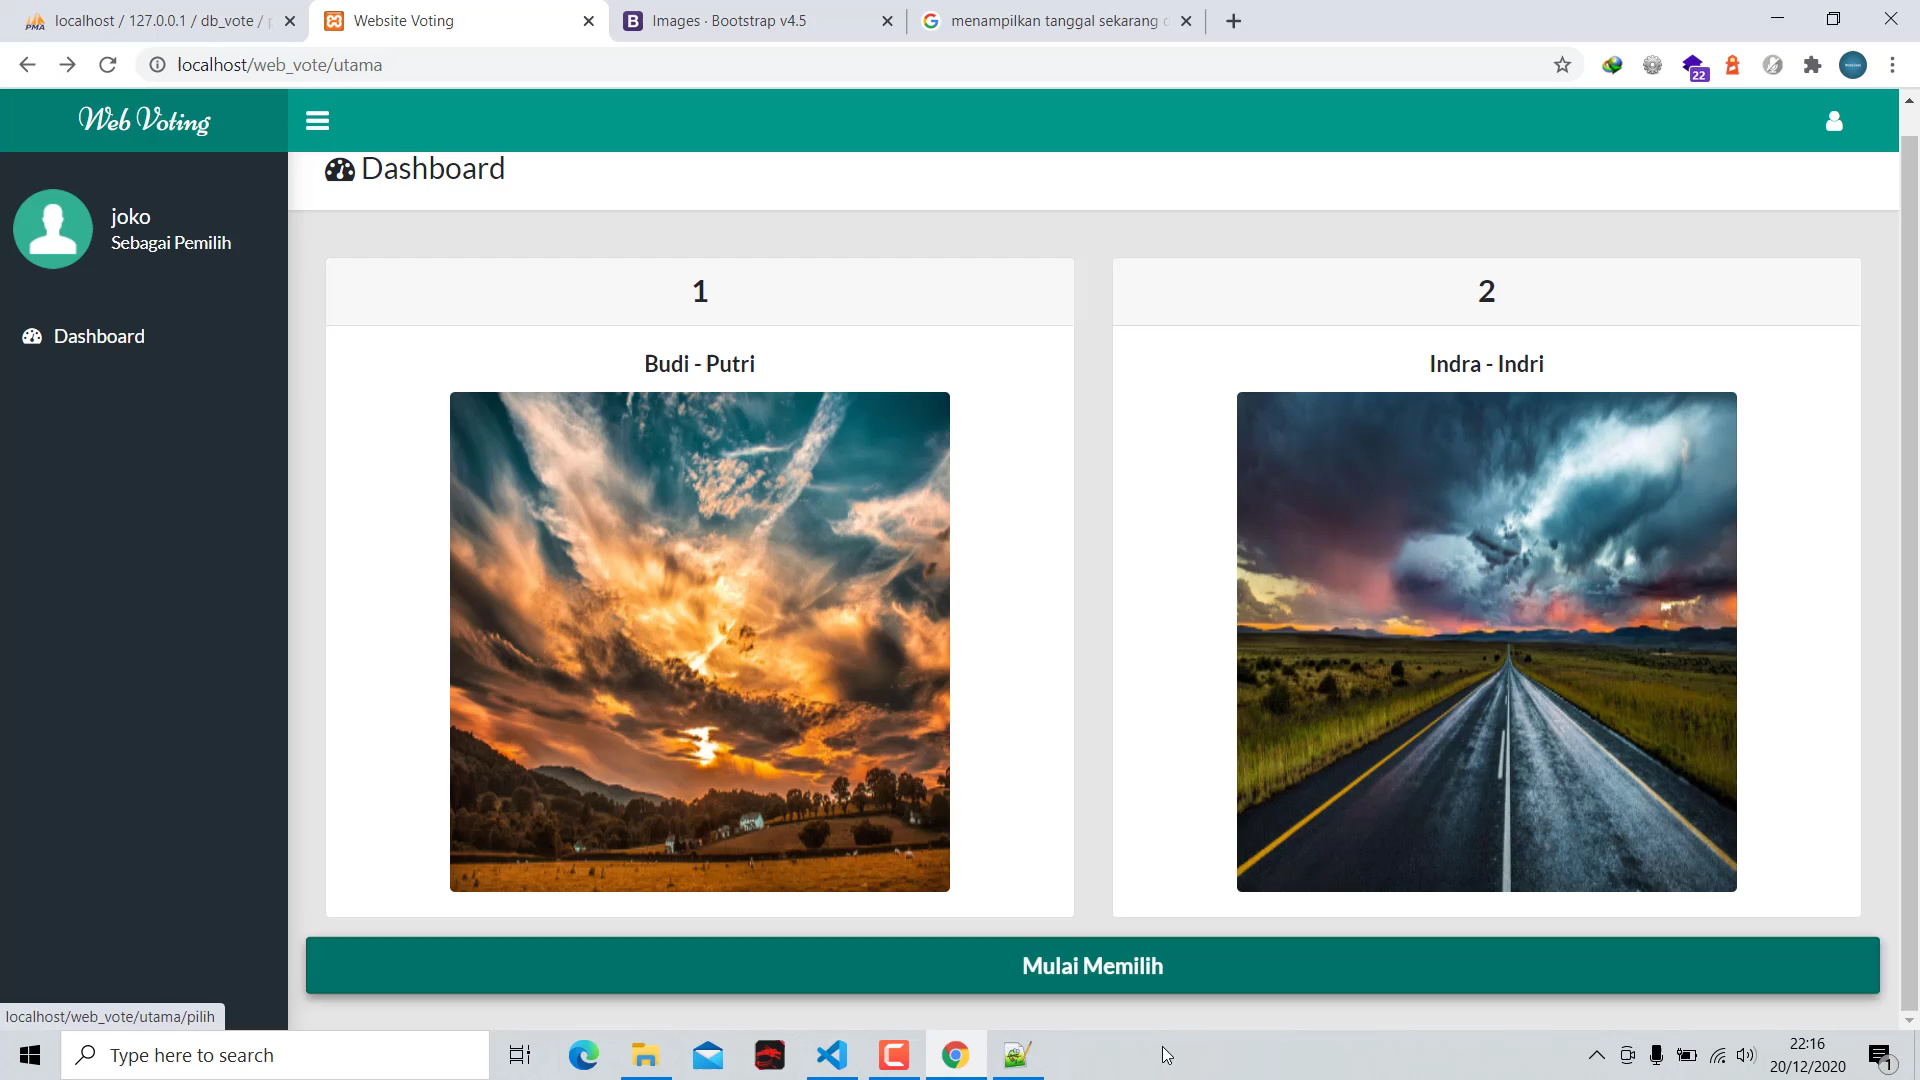 localhost / 127.0.0.1 / db_vote /
Website Voting
Images · Bootstrap v4.5
menampilkan tanggal sekarang
localhost/web_vote/utama
22
Web Voting
Dashboard
joko
Sebagai Pemilih
Dashboard
1
2
Budi - Putri
Indra - Indri
Mulai Memilih
localhost/web_vote/utama/pilih
Type here to search
22:16
20/12/2020
1